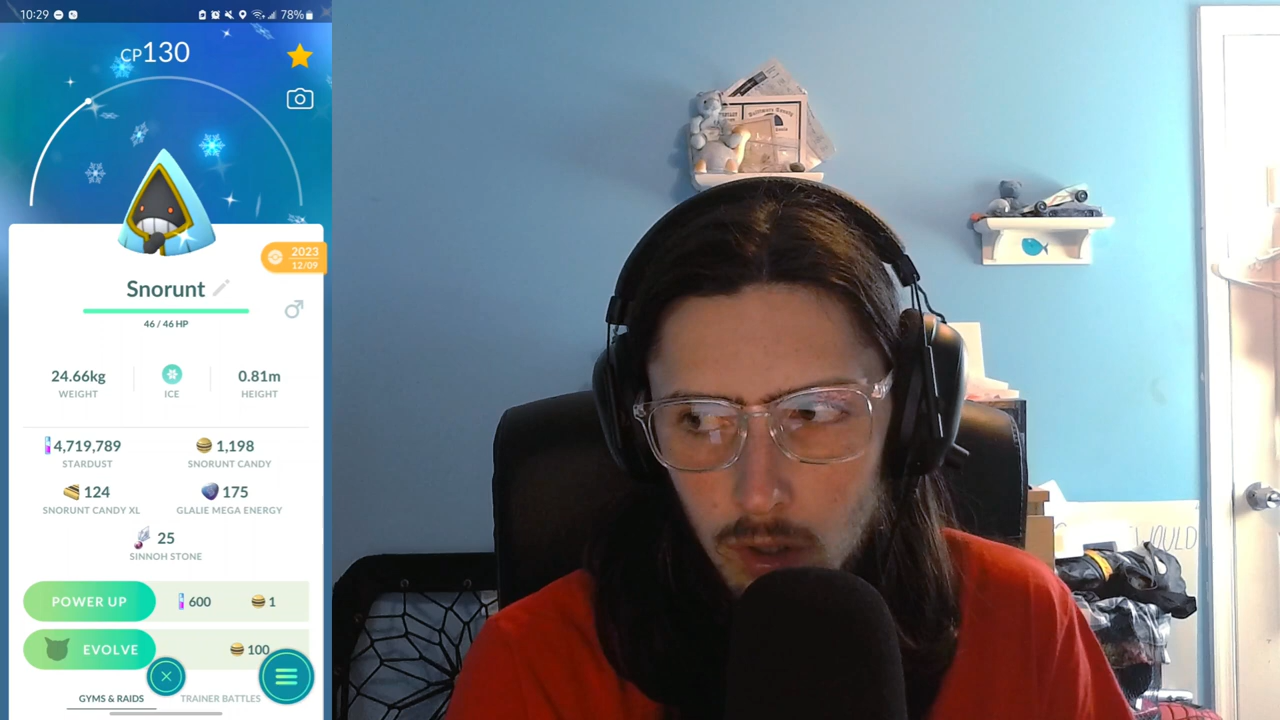 10:29
78%
CP130
2023
12/09
Snorunt
46 / 46 HP
24.66kg
WEIGHT
ICE
0.81m
HEIGHT
4,719,789
STARDUST
1,198
SNORUNT CANDY
124
SNORUNT CANDY XL
175
GLALIE MEGA ENERGY
25
SINNOH STONE
POWER UP
600
1
EVOLVE
100
GYMS & RAIDS
TRAINER BATTLES
WOULD